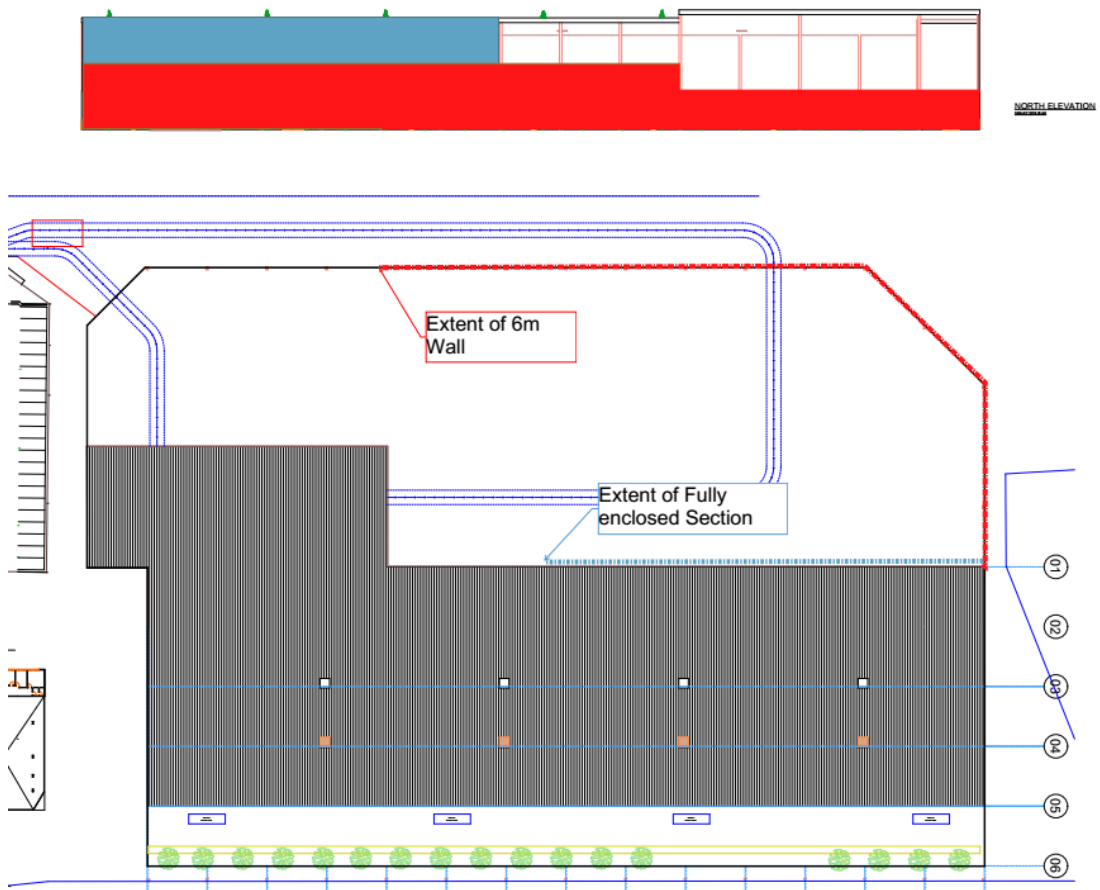 NORTH ELEVATION
Extent of 6m
Wall
Extent of Fully
enclosed Section
01
02
03
04
05
06